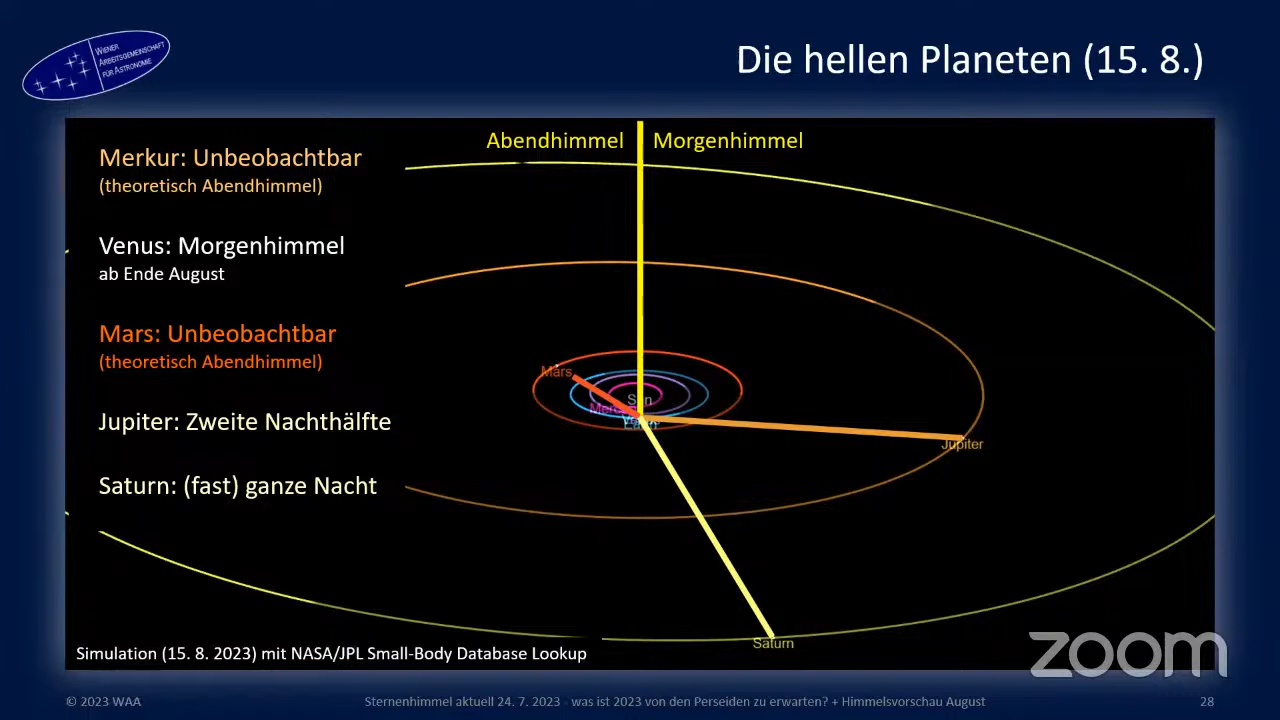 WIENER
ARBEITSGEMEINSCHAFT
FÜR ASTRONOMIE
Die hellen Planeten (15. 8.)
Abendhimmel
Morgenhimmel
Merkur: Unbeobachtbar
(theoretisch Abendhimmel)
Venus: Morgenhimmel
ab Ende August
Mars: Unbeobachtbar
(theoretisch Abendhimmel)
Jupiter: Zweite Nachthälfte
Saturn: (fast) ganze Nacht
Mars
Sun
Earth
Jupiter
Saturn
Simulation (15. 8. 2023) mit NASA/JPL Small-Body Database Lookup
zoom
© 2023 WAA
Sternenhimmel aktuell 24. 7. 2023 - was ist 2023 von den Perseiden zu erwarten? + Himmelsvorschau August
28